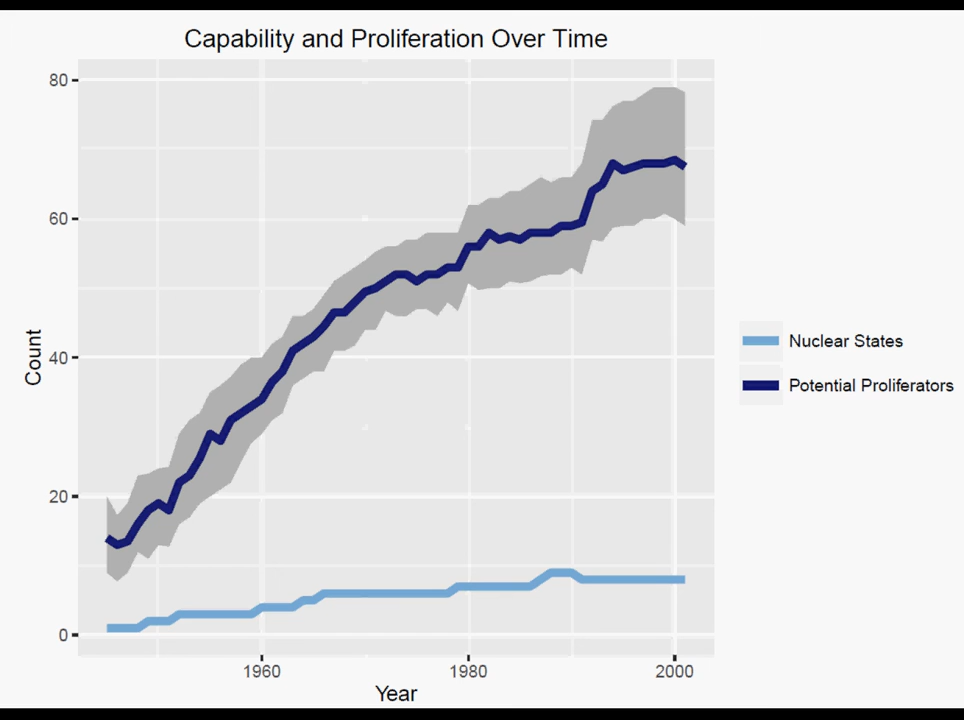 Capability and Proliferation Over Time
80
60
40
20
0
Count
1960 1980 2000
Year
Nuclear States
Potential Proliferators